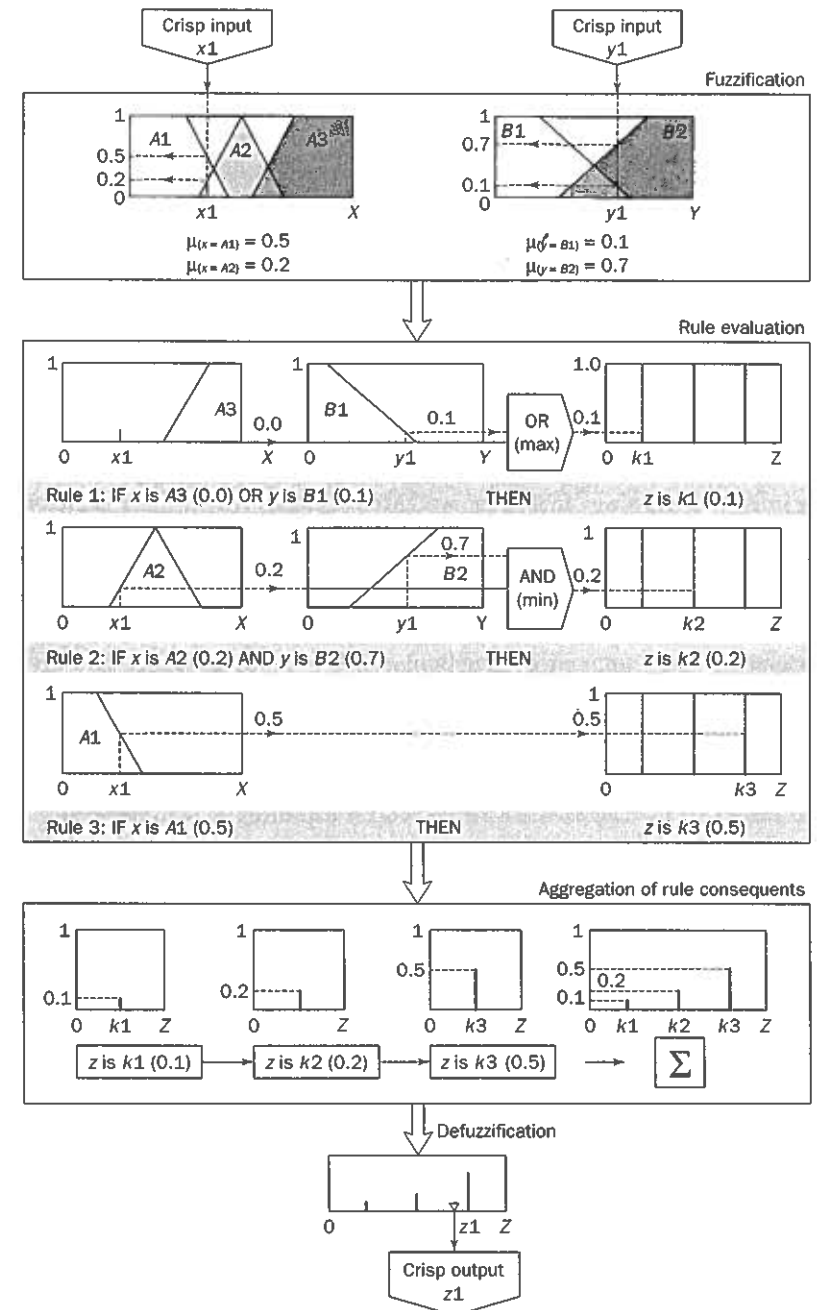 Crisp input
x1
Crisp input
y1
Fuzzification
1
0.5
0.2
0
A1
A2
A3
x1
X
1
0.7
0.1
0
B1
B2
y1
Y
μ(x = A1) = 0.5
μ(x = A2) = 0.2
μ(y = B1) = 0.1
μ(y = B2) = 0.7
Rule evaluation
1
A3
0
x1
X
0.0
1
B1
0.1
0
y1
Y
OR
(max)
0.1
1.0
0
k1
Z
Rule 1: IF x is A3 (0.0) OR y is B1 (0.1) THEN z is k1 (0.1)
1
A2
0
x1
X
0.2
1
0.7
B2
0
y1
Y
AND
(min)
0.2
1
0
k2
Z
Rule 2: IF x is A2 (0.2) AND y is B2 (0.7) THEN z is k2 (0.2)
1
A1
0
x1
X
0.5
0.5
1
0
k3
Z
Rule 3: IF x is A1 (0.5) THEN z is k3 (0.5)
Aggregation of rule consequents
1
0.1
0
k1
Z
1
0.2
0
Z
1
0.5
0
k3
Z
1
0.5
0.2
0.1
0
k1
k2
k3
Z
z is k1 (0.1)
z is k2 (0.2)
z is k3 (0.5)
Σ
Defuzzification
0
z1
Z
Crisp output
z1